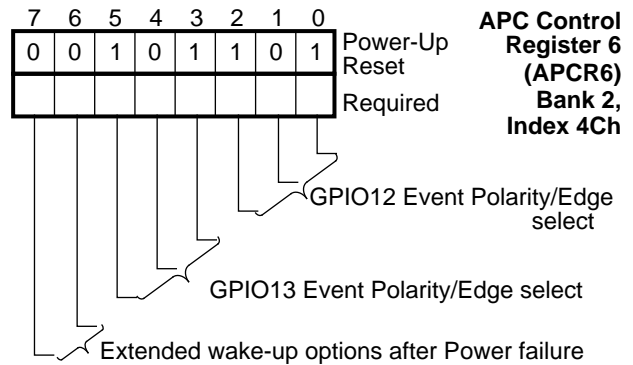 7 6 5 4 3 2 1 0
APC Control
Register 6
(APCR6)
Bank 2,
Index 4Ch
0 0 1 0 1 1 0 1
Power-Up
Reset
Required
GPIO12 Event Polarity/Edge
select
GPIO13 Event Polarity/Edge select
Extended wake-up options after Power failure